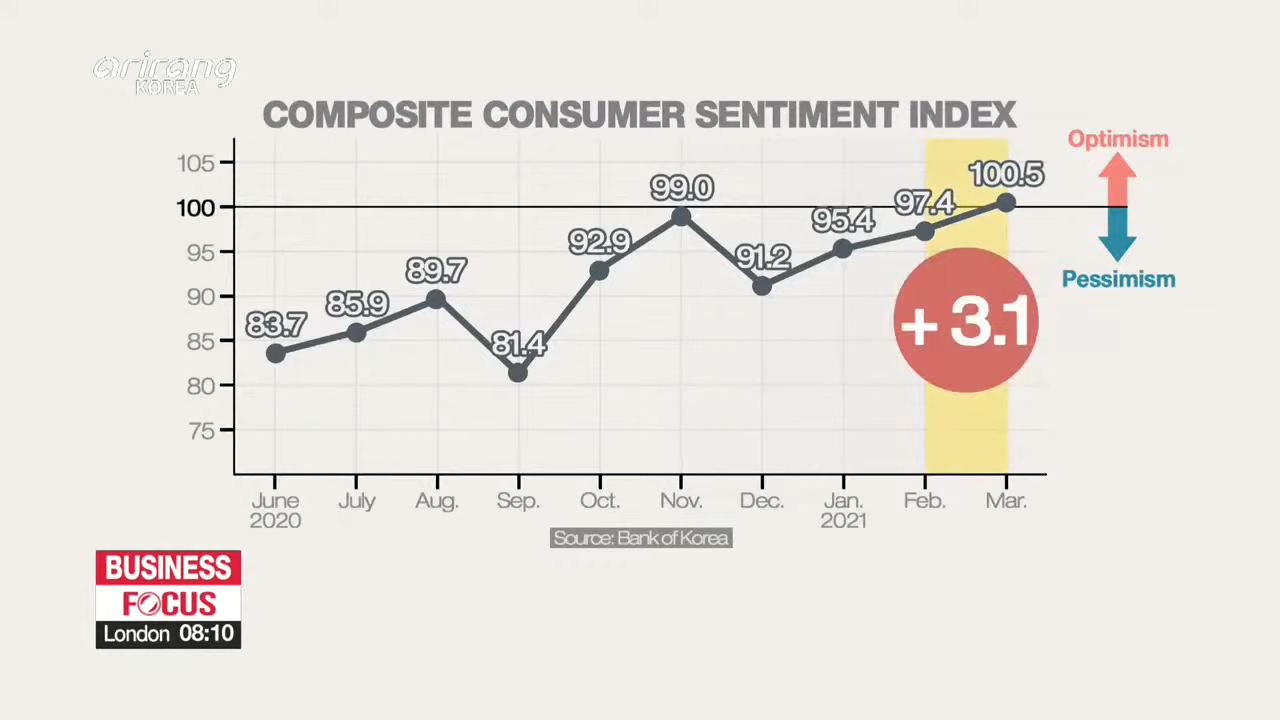 arirang
KOREA
COMPOSITE CONSUMER SENTIMENT INDEX
Optimism
Pessimism
105
100
95
90
85
80
75
83.7
85.9
89.7
81.4
92.9
99.0
91.2
95.4
97.4
100.5
+3.1
June July Aug. Sep. Oct. Nov. Dec. Jan. Feb. Mar.
2020 2021
Source: Bank of Korea
BUSINESS
FOCUS
London 08:10